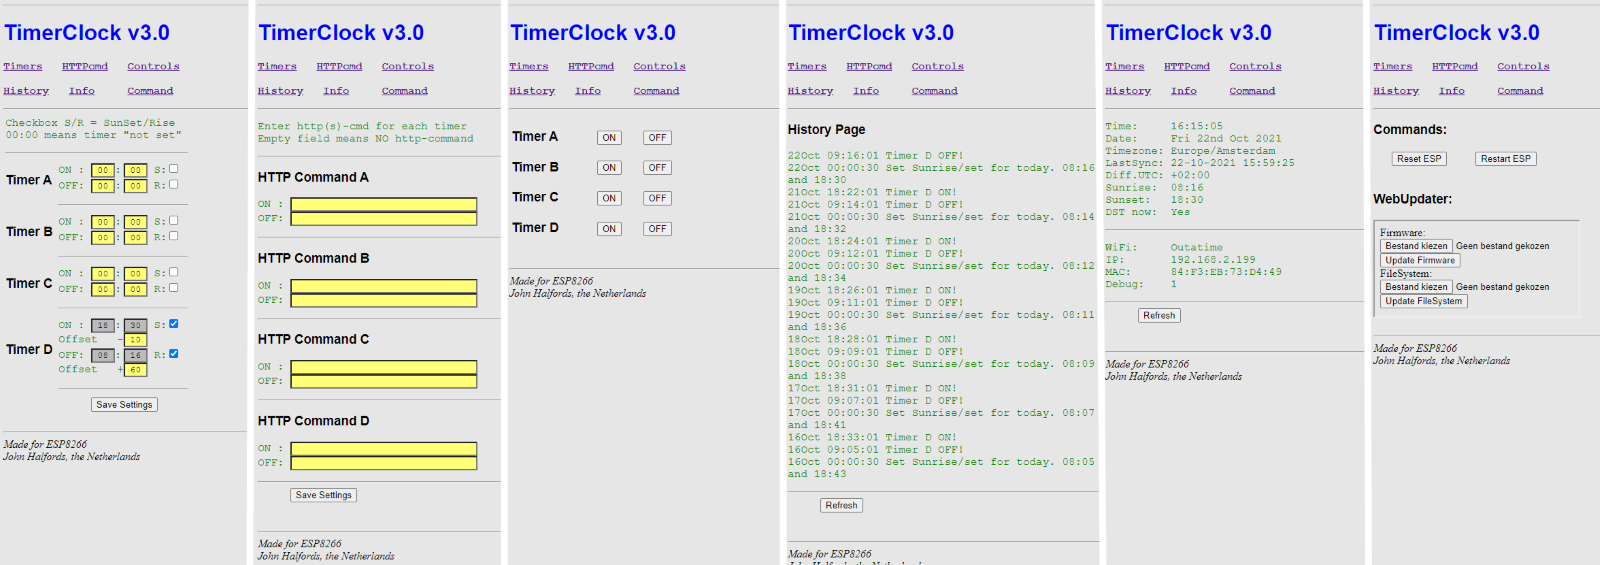 TimerClock v3.0
Timers HTTPcmd Controls
History Info Command
Checkbox S/R = SunSet/Rise
00:00 means timer "not set"
Timer A
ON : 00 : 00 S:
OFF: 00 : 00 R:
Timer B
ON : 00 : 00 S:
OFF: 00 : 00 R:
Timer C
ON : 00 : 00 S:
OFF: 00 : 00 R:
Timer D
ON : 18 : 30 S:
Offset -10
OFF: 08 : 16 R:
Offset +60
Save Settings
Made for ESP8266
John Halfords, the Netherlands
TimerClock v3.0
Timers HTTPcmd Controls
History Info Command
Enter http(s)-cmd for each timer
Empty field means NO http-command
HTTP Command A
ON :
OFF:
HTTP Command B
ON :
OFF:
HTTP Command C
ON :
OFF:
HTTP Command D
ON :
OFF:
Save Settings
Made for ESP8266
John Halfords, the Netherlands
TimerClock v3.0
Timers HTTPcmd Controls
History Info Command
Timer A ON OFF
Timer B ON OFF
Timer C ON OFF
Timer D ON OFF
Made for ESP8266
John Halfords, the Netherlands
TimerClock v3.0
Timers HTTPcmd Controls
History Info Command
History Page
22Oct 09:16:01 Timer D OFF!
22Oct 00:00:30 Set Sunrise/set for today. 08:16
and 18:30
21Oct 18:22:01 Timer D ON!
21Oct 09:14:01 Timer D OFF!
21Oct 00:00:30 Set Sunrise/set for today. 08:14
and 18:32
20Oct 18:24:01 Timer D ON!
20Oct 09:12:01 Timer D OFF!
20Oct 00:00:30 Set Sunrise/set for today. 08:12
and 18:34
19Oct 18:26:01 Timer D ON!
19Oct 09:11:01 Timer D OFF!
19Oct 00:00:30 Set Sunrise/set for today. 08:11
and 18:36
18Oct 18:28:01 Timer D ON!
18Oct 09:09:01 Timer D OFF!
18Oct 00:00:30 Set Sunrise/set for today. 08:09
and 18:38
17Oct 18:31:01 Timer D ON!
17Oct 09:07:01 Timer D OFF!
17Oct 00:00:30 Set Sunrise/set for today. 08:07
and 18:41
16Oct 18:33:01 Timer D ON!
16Oct 09:05:01 Timer D OFF!
16Oct 00:00:30 Set Sunrise/set for today. 08:05
and 18:43
Refresh
Made for ESP8266
John Halfords, the Netherlands
TimerClock v3.0
Timers HTTPcmd Controls
History Info Command
Time: 16:15:05
Date: Fri 22nd Oct 2021
Timezone: Europe/Amsterdam
LastSync: 22-10-2021 15:59:25
Diff.UTC: +02:00
Sunrise: 08:16
Sunset: 18:30
DST now: Yes
WiFi: Outatime
IP: 192.168.2.199
MAC: 84:F3:EB:73:D4:49
Debug: 1
Refresh
Made for ESP8266
John Halfords, the Netherlands
TimerClock v3.0
Timers HTTPcmd Controls
History Info Command
Commands:
Reset ESP Restart ESP
WebUpdater:
Firmware:
Bestand kiezen Geen bestand gekozen
Update Firmware
FileSystem:
Bestand kiezen Geen bestand gekozen
Update FileSystem
Made for ESP8266
John Halfords, the Netherlands